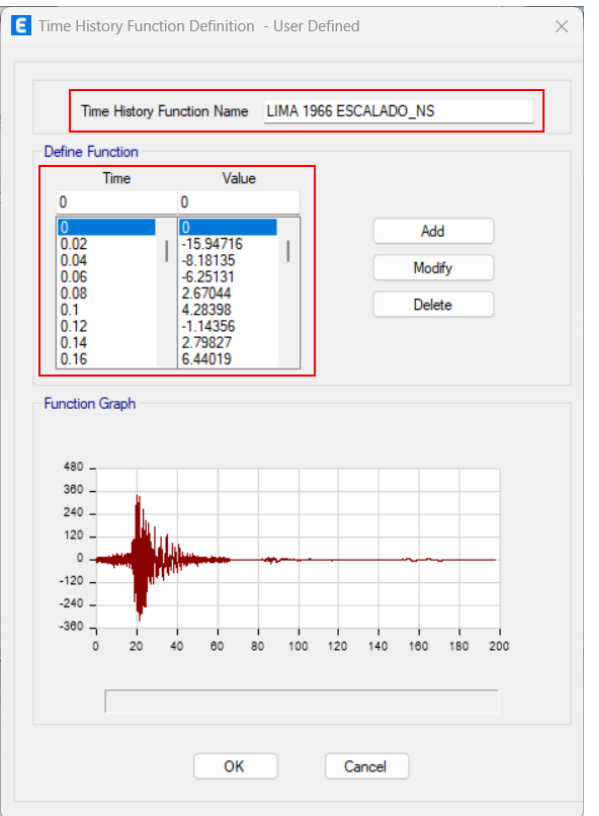 E Time History Function Definition - User Defined
Time History Function Name LIMA 1966 ESCALADO_NS
Define Function
Time Value
0 0
0 0
0.02 -15.94716
0.04 -8.18135
0.06 -6.25131
0.08 2.67044
0.1 4.28398
0.12 -1.14356
0.14 2.79827
0.16 6.44019
Add
Modify
Delete
Function Graph
480
360
240
120
0
-120
-240
-360
0 20 40 60 80 100 120 140 160 180 200
OK Cancel